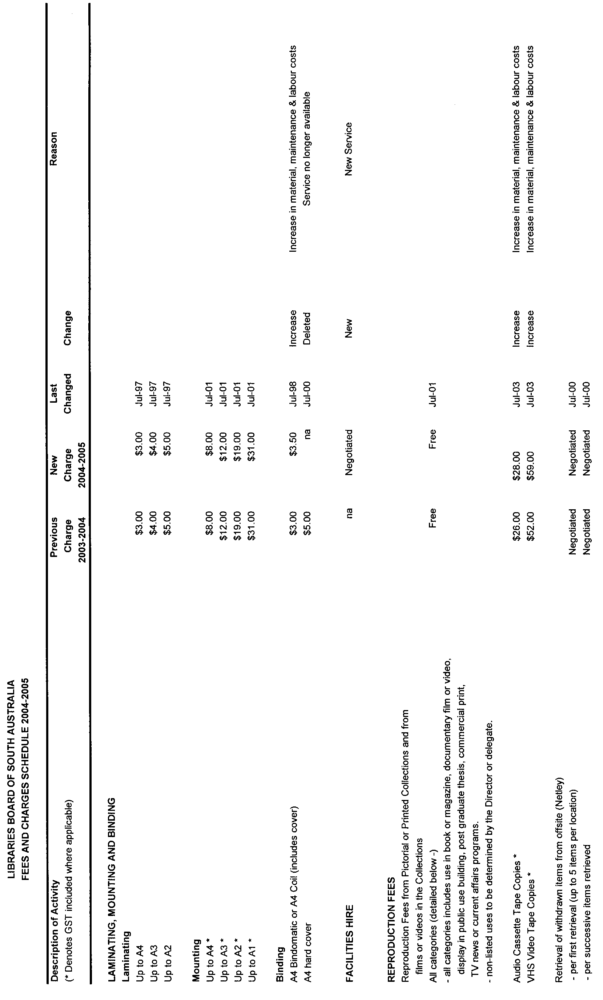 LIBRARIES BOARD OF SOUTH AUSTRALIA
FEES AND CHARGES SCHEDULE 2004-2005
Description of Activity Previous New Last Reason
(* Denotes GST included where applicable) Charge Charge Changed Change
2003-2004 2004-2005
LAMINATING, MOUNTING AND BINDING
Laminating
Up to A4 $3.00 $3.00 Jul-97
Up to A3 $4.00 $4.00 Jul-97
Up to A2 $5.00 $5.00 Jul-97
Mounting
Up to A4 * $8.00 $8.00 Jul-01
Up to A3 * $12.00 $12.00 Jul-01
Up to A2 * $19.00 $19.00 Jul-01
Up to A1 * $31.00 $31.00 Jul-01
Binding
A4 Bindomatic or A4 Coil (includes cover) $3.00 $3.50 Jul-98 Increase Increase in material, maintenance & labour costs
A4 hard cover $5.00 na Jul-00 Deleted Service no longer available
FACILITIES HIRE na Negotiated New New Service
REPRODUCTION FEES
Reproduction Fees from Pictorial or Printed Collections and from
films or videos in the Collections
All categories (detailed below -) Free Free Jul-01
- all categories includes use in book or magazine, documentary film or video,
display in public use building, post graduate thesis, commercial print,
TV news or current affairs programs.
- non-listed uses to be determined by the Director or delegate.
Audio Cassette Tape Copies * $26.00 $28.00 Jul-03 Increase Increase in material, maintenance & labour costs
VHS Video Tape Copies * $52.00 $59.00 Jul-03 Increase Increase in material, maintenance & labour costs
Retrieval of withdrawn items from offsite (Netley)
- per first retrieval (up to 5 items per location) Negotiated Negotiated Jul-00
- per successive items retrieved Negotiated Negotiated Jul-00